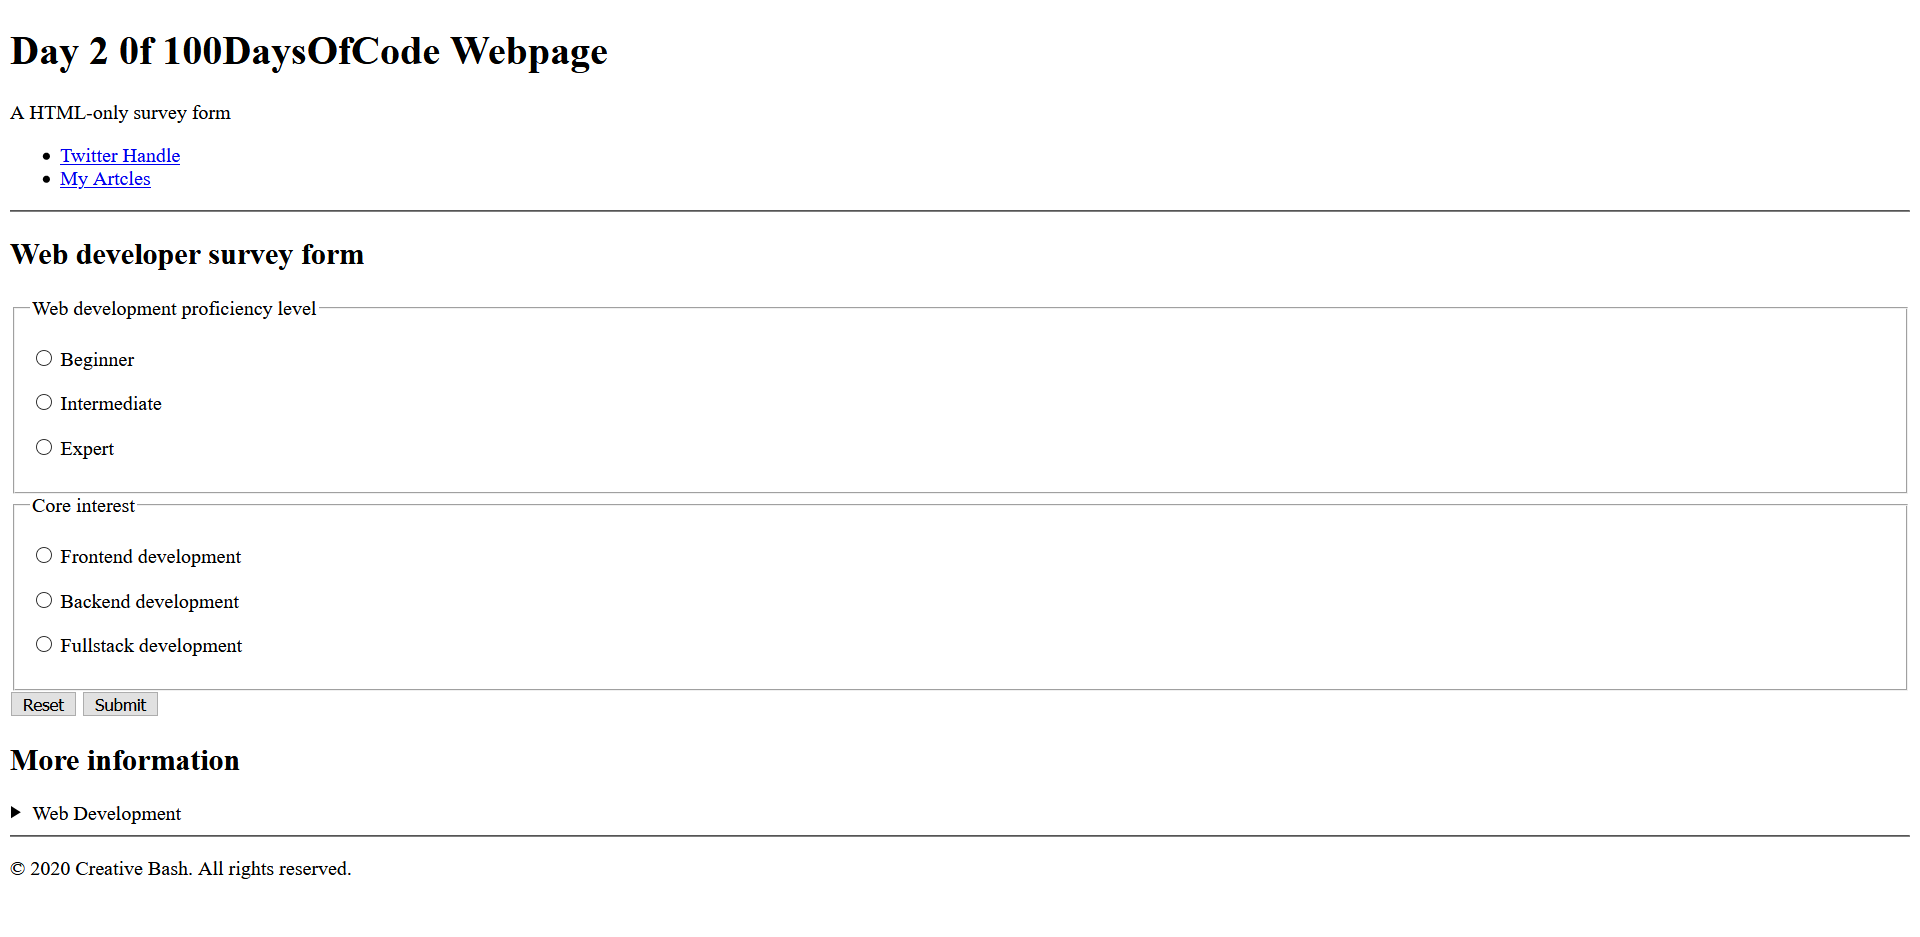 Day 2 0f 100DaysOfCode Webpage
A HTML-only survey form
Twitter Handle
My Artcles
Web developer survey form
Web development proficiency level
Beginner
Intermediate
Expert
Core interest
Frontend development
Backend development
Fullstack development
Reset Submit
More information
Web Development
© 2020 Creative Bash. All rights reserved.